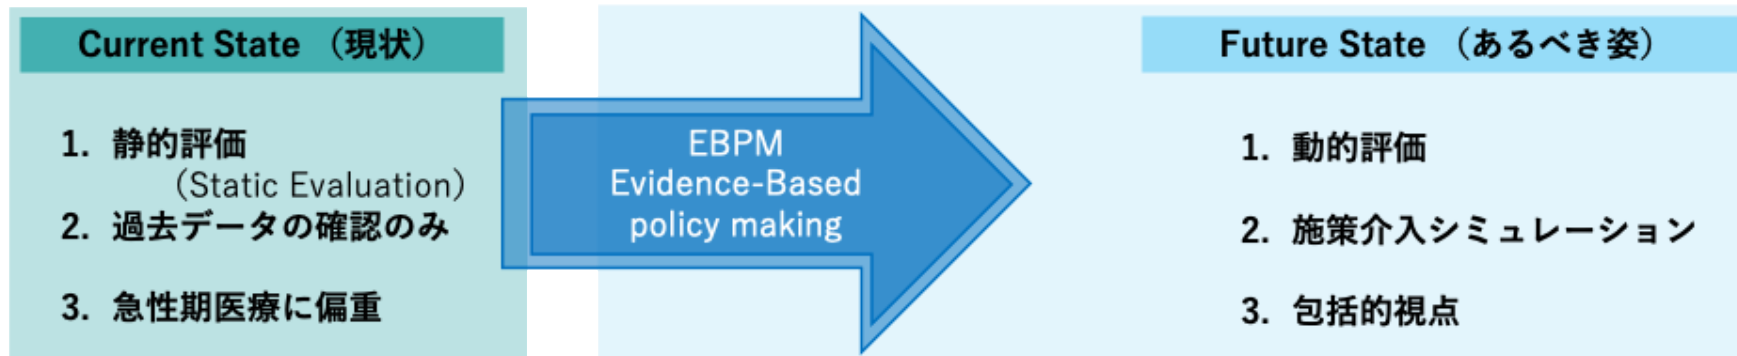 Current State （現状）
1. 静的評価
（Static Evaluation）
2. 過去データの確認のみ
3. 急性期医療に偏重
EBPM
Evidence-Based
policy making
Future State （あるべき姿）
1. 動的評価
2. 施策介入シミュレーション
3. 包括的視点